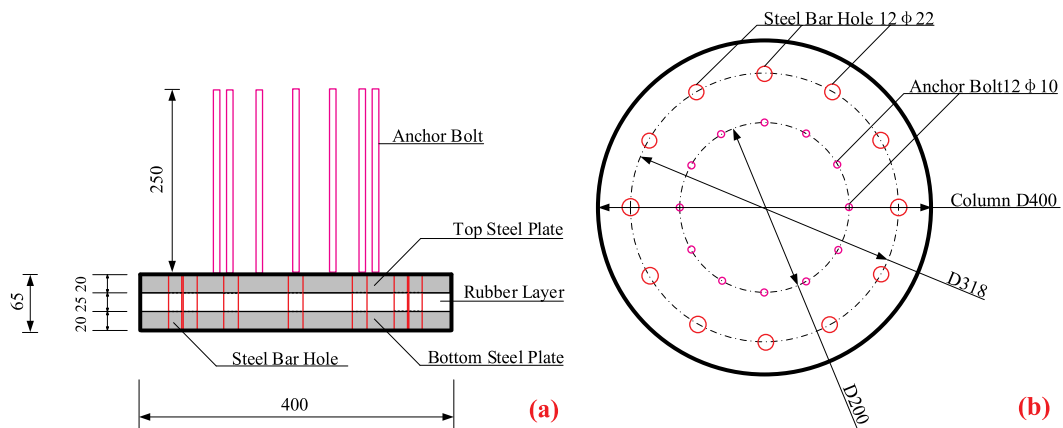 250
Anchor Bolt
Top Steel Plate
65
20
25
20
Rubber Layer
Steel Bar Hole
Bottom Steel Plate
400
(a)
Steel Bar Hole 12 ϕ 22
Anchor Bolt12 ϕ 10
Column D400
D318
D200
(b)